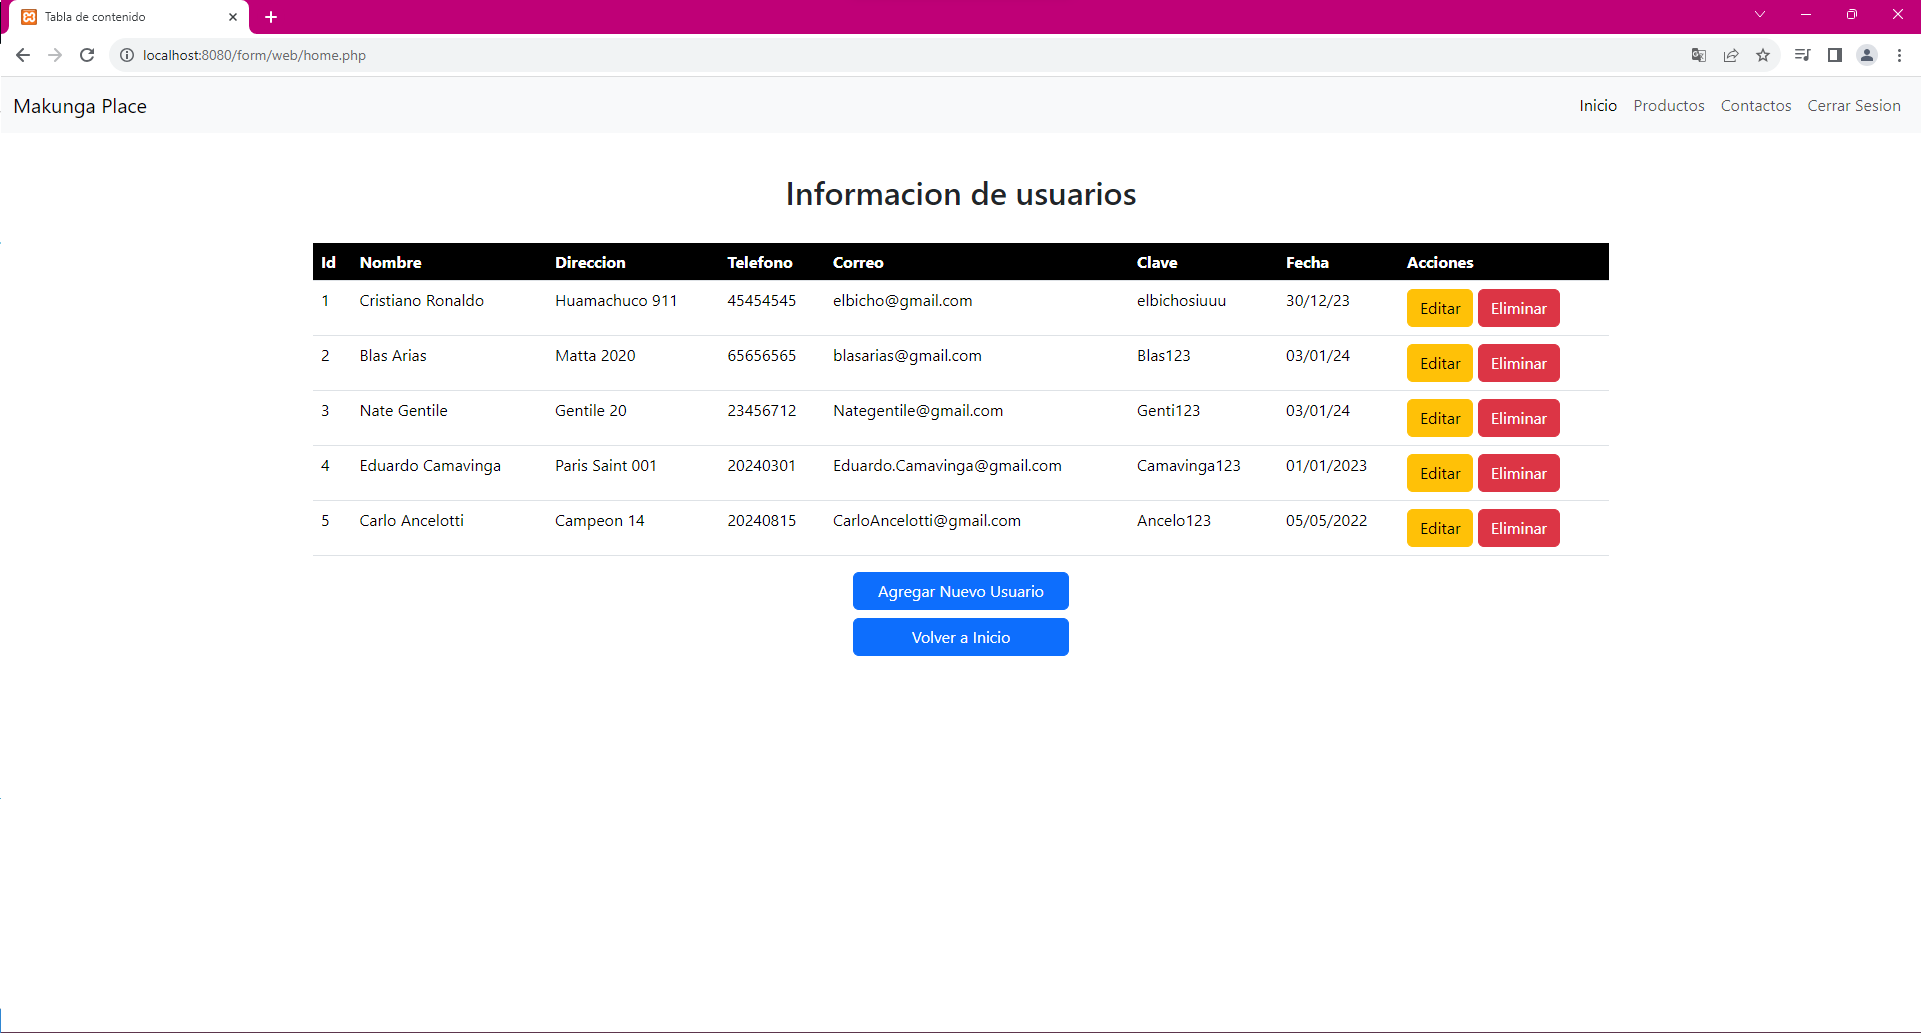 Tabla de contenido
localhost:8080/form/web/home.php
Makunga Place Inicio Productos Contactos Cerrar Sesion
Informacion de usuarios
Id Nombre Direccion Telefono Correo Clave Fecha Acciones
1 Cristiano Ronaldo Huamachuco 911 45454545 elbicho@gmail.com elbichosiuuu 30/12/23 Editar Eliminar
2 Blas Arias Matta 2020 65656565 blasarias@gmail.com Blas123 03/01/24 Editar Eliminar
3 Nate Gentile Gentile 20 23456712 Nategentile@gmail.com Genti123 03/01/24 Editar Eliminar
4 Eduardo Camavinga Paris Saint 001 20240301 Eduardo.Camavinga@gmail.com Camavinga123 01/01/2023 Editar Eliminar
5 Carlo Ancelotti Campeon 14 20240815 CarloAncelotti@gmail.com Ancelo123 05/05/2022 Editar Eliminar
Agregar Nuevo Usuario
Volver a Inicio